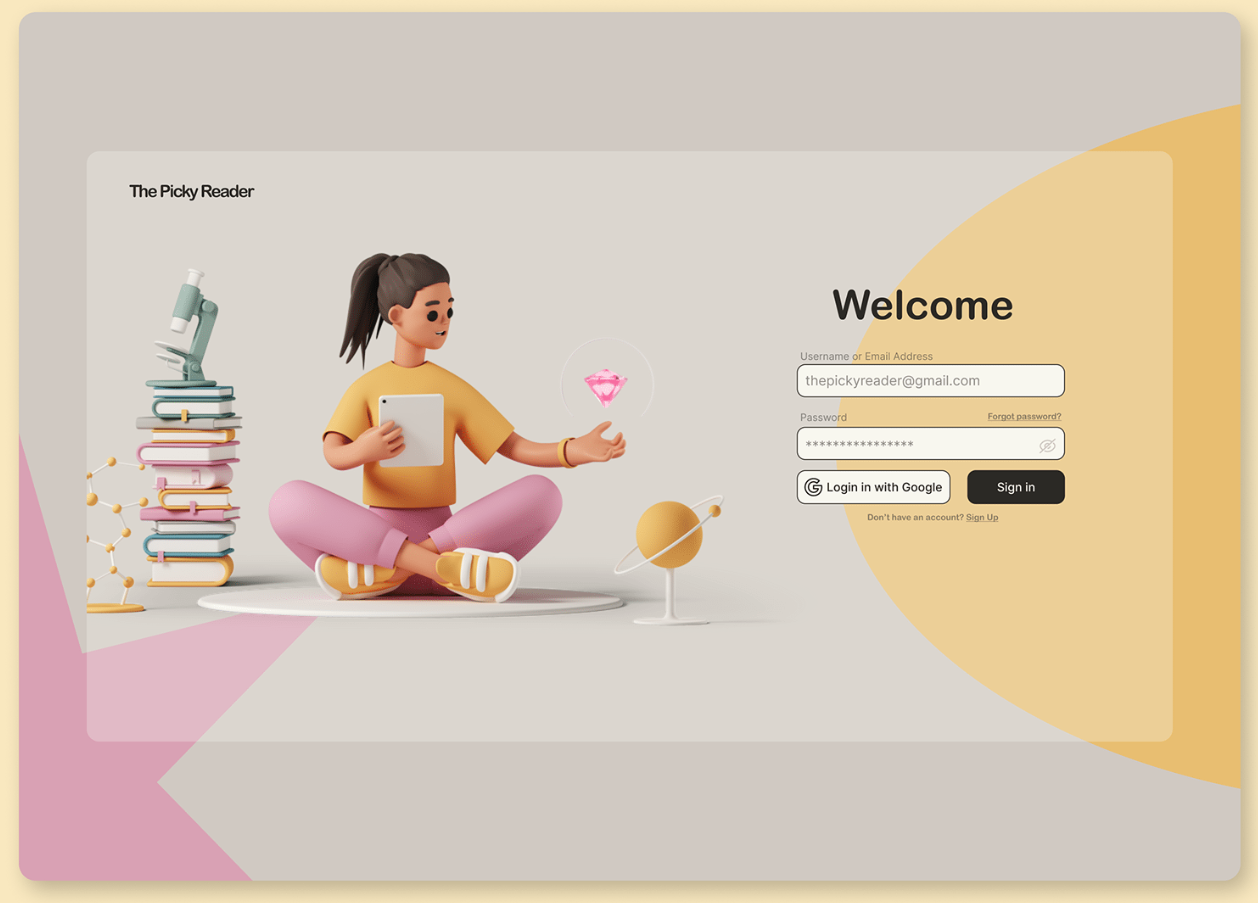 The Picky Reader
Welcome
Username or Email Address
thepickyreader@gmail.com
Password
Forgot password?
****************
Login in with Google
Sign in
Don't have an account? Sign Up